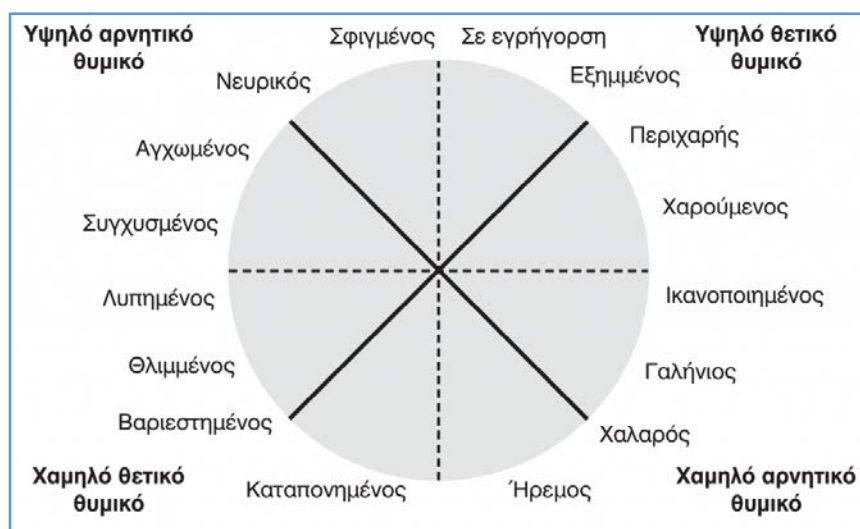 Υψηλό αρνητικό
θυμικό
Σφιγμένος
Σε εγρήγορση
Υψηλό θετικό
θυμικό
Νευρικός
Εξημμένος
Αγχωμένος
Περιχαρής
Συγχυσμένος
Χαρούμενος
Λυπημένος
Ικανοποιημένος
Θλιμμένος
Γαλήνιος
Βαριεστημένος
Χαλαρός
Χαμηλό θετικό
θυμικό
Καταπονημένος
Ήρεμος
Χαμηλό αρνητικό
θυμικό